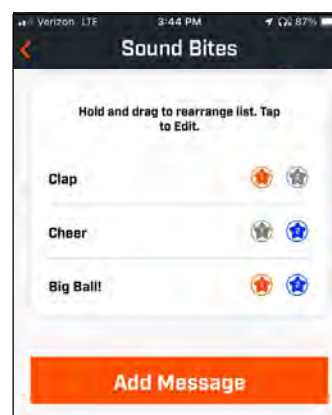 Verizon LTE 3:44 PM 87%
Sound Bites
Hold and drag to rearrange list. Tap
to Edit.
Clap
Cheer
Big Ball!
Add Message